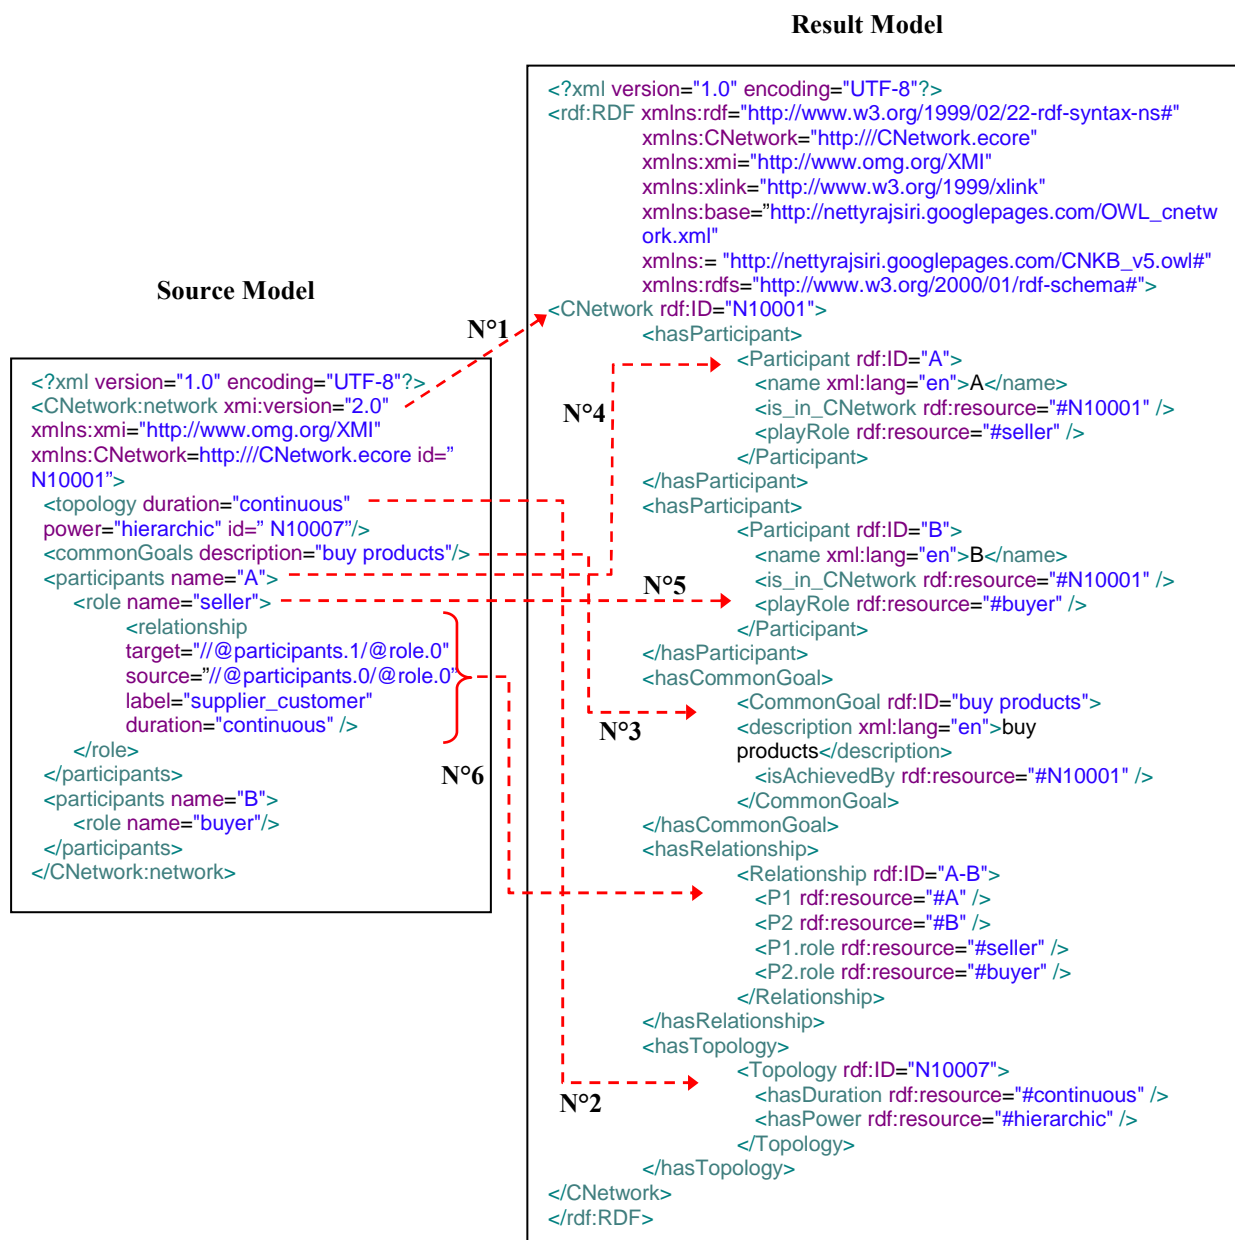 Result Model
<?xml version="1.0" encoding="UTF-8"?>
<rdf:RDF xmlns:rdf="http://www.w3.org/1999/02/22-rdf-syntax-ns#"
xmlns:CNetwork="http:///CNetwork.ecore"
xmlns:xmi="http://www.omg.org/XMI"
xmlns:xlink="http://www.w3.org/1999/xlink"
xmlns:base=”http://nettyrajsiri.googlepages.com/OWL_cnetw
ork.xml"
xmlns:= "http://nettyrajsiri.googlepages.com/CNKB_v5.owl#"
xmlns:rdfs="http://www.w3.org/2000/01/rdf-schema#">
<CNetwork rdf:ID="N10001">
<hasParticipant>
<Participant rdf:ID="A">
<name xml:lang="en">A</name>
<is_in_CNetwork rdf:resource="#N10001" />
<playRole rdf:resource="#seller" />
</Participant>
</hasParticipant>
<hasParticipant>
<Participant rdf:ID="B">
<name xml:lang="en">B</name>
<is_in_CNetwork rdf:resource="#N10001" />
<playRole rdf:resource="#buyer" />
</Participant>
</hasParticipant>
<hasCommonGoal>
<CommonGoal rdf:ID="buy products">
<description xml:lang="en">buy
products</description>
<isAchievedBy rdf:resource="#N10001" />
</CommonGoal>
</hasCommonGoal>
<hasRelationship>
<Relationship rdf:ID="A-B">
<P1 rdf:resource="#A" />
<P2 rdf:resource="#B" />
<P1.role rdf:resource="#seller" />
<P2.role rdf:resource="#buyer" />
</Relationship>
</hasRelationship>
<hasTopology>
<Topology rdf:ID="N10007">
<hasDuration rdf:resource="#continuous" />
<hasPower rdf:resource="#hierarchic" />
</Topology>
</hasTopology>
</CNetwork>
</rdf:RDF>
Source Model
<?xml version="1.0" encoding="UTF-8"?>
<CNetwork:network xmi:version="2.0"
xmlns:xmi="http://www.omg.org/XMI"
xmlns:CNetwork=http:///CNetwork.ecore id=”
N10001”>
<topology duration="continuous"
power="hierarchic" id=” N10007”/>
<commonGoals description="buy products"/>
<participants name="A">
<role name="seller">
<relationship
target="//@participants.1/@role.0"
source=”//@participants.0/@role.0”
label="supplier_customer"
duration="continuous" />
</role>
</participants>
<participants name="B">
<role name="buyer"/>
</participants>
</CNetwork:network>
N°1
N°4
N°5
N°3
N°6
N°2